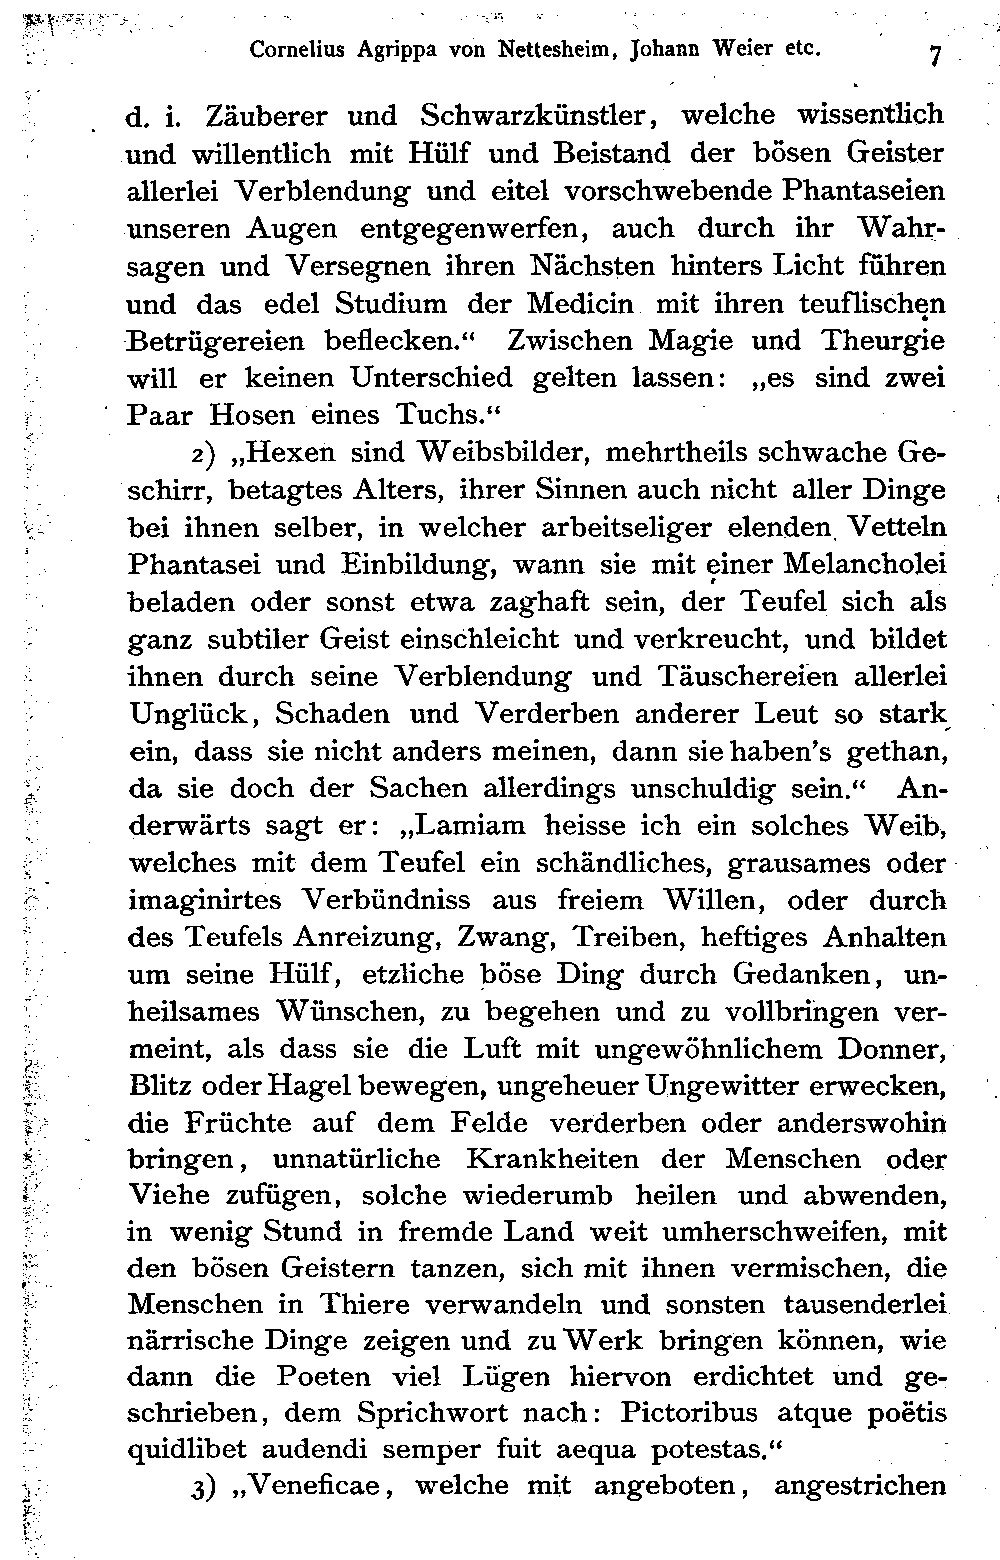 Cornelius Agrippa von Nettesheim, Johann Weier etc. 7
d. i. Zäuberer und Schwarzkünstler, welche wissentlich
und willentlich mit Hülf und Beistand der bösen Geister
allerlei Verblendung und eitel vorschwebende Phantaseien
unseren Augen entgegenwerfen, auch durch ihr Wahr-
sagen und Versegnen ihren Nächsten hinters Licht führen
und das edel Studium der Medicin mit ihren teuflischen
Betrügereien beflecken.“ Zwischen Magie und Theurgie
will er keinen Unterschied gelten lassen: „es sind zwei
Paar Hosen eines Tuchs.“
2) „Hexen sind Weibsbilder, mehrtheils schwache Ge-
schirr, betagtes Alters, ihrer Sinnen auch nicht aller Dinge
bei ihnen selber, in welcher arbeitseliger elenden Vetteln
Phantasei und Einbildung, wann sie mit einer Melancholei
beladen oder sonst etwa zaghaft sein, der Teufel sich als
ganz subtiler Geist einschleicht und verkreucht, und bildet
ihnen durch seine Verblendung und Täuschereien allerlei
Unglück, Schaden und Verderben anderer Leut so stark
ein, dass sie nicht anders meinen, dann sie haben's gethan,
da sie doch der Sachen allerdings unschuldig sein.“ An-
derwärts sagt er: „Lamiam heisse ich ein solches Weib,
welches mit dem Teufel ein schändliches, grausames oder
imaginirtes Verbündniss aus freiem Willen, oder durch
des Teufels Anreizung, Zwang, Treiben, heftiges Anhalten
um seine Hülf, etzliche böse Ding durch Gedanken, un-
heilsames Wünschen, zu begehen und zu vollbringen ver-
meint, als dass sie die Luft mit ungewöhnlichem Donner,
Blitz oder Hagel bewegen, ungeheuer Ungewitter erwecken,
die Früchte auf dem Felde verderben oder anderswohin
bringen, unnatürliche Krankheiten der Menschen oder
Viehe zufügen, solche wiederumb heilen und abwenden,
in wenig Stund in fremde Land weit umherschweifen, mit
den bösen Geistern tanzen, sich mit ihnen vermischen, die
Menschen in Thiere verwandeln und sonsten tausenderlei
närrische Dinge zeigen und zu Werk bringen können, wie
dann die Poeten viel Lügen hiervon erdichtet und ge-
schrieben, dem Sprichwort nach: Pictoribus atque poëtis
quidlibet audendi semper fuit aequa potestas.“
3) „Veneficae, welche mit angeboten, angestrichen